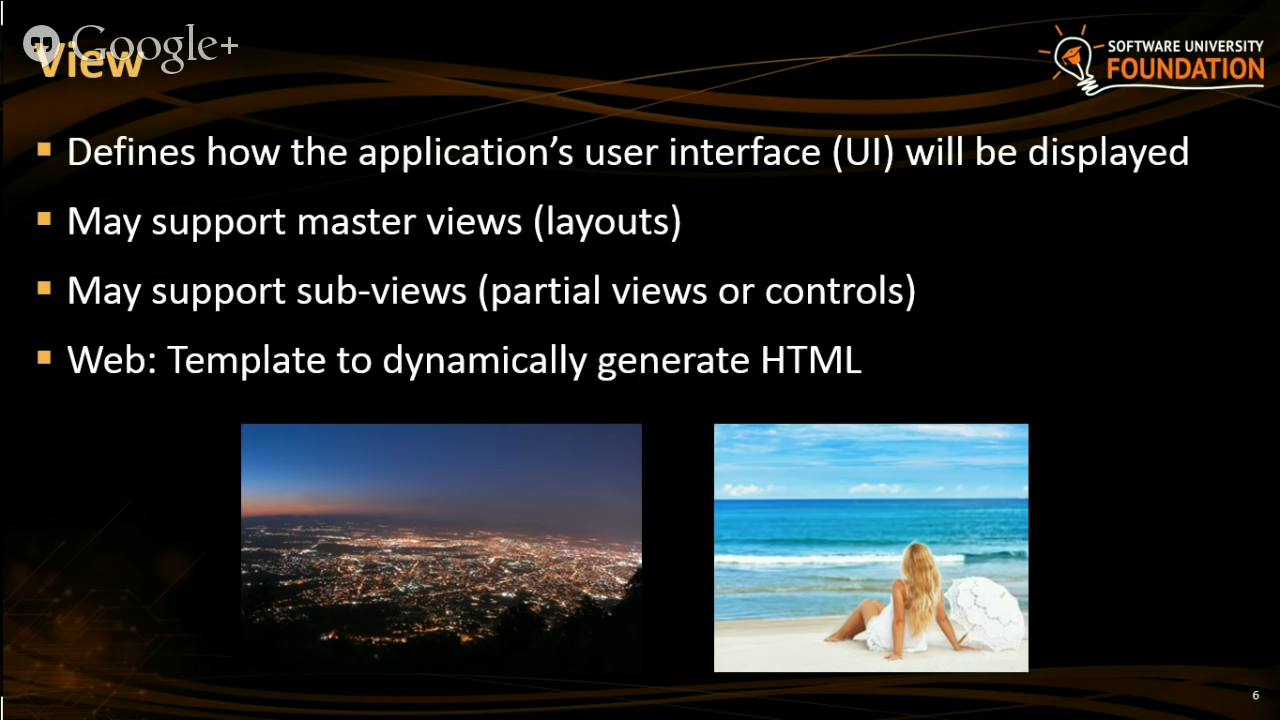 Google+
View
SOFTWARE UNIVERSITY
FOUNDATION
Defines how the application’s user interface (UI) will be displayed
May support master views (layouts)
May support sub-views (partial views or controls)
Web: Template to dynamically generate HTML
6